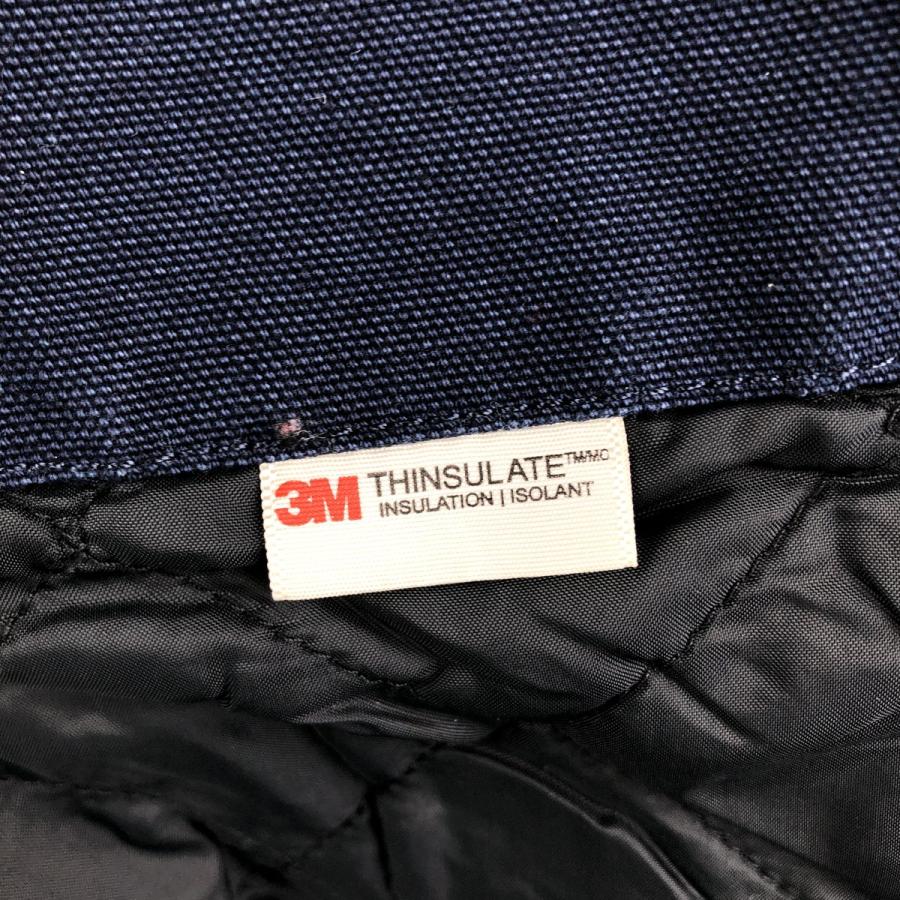 3M THINSULATE™/MC
INSULATION | ISOLANT